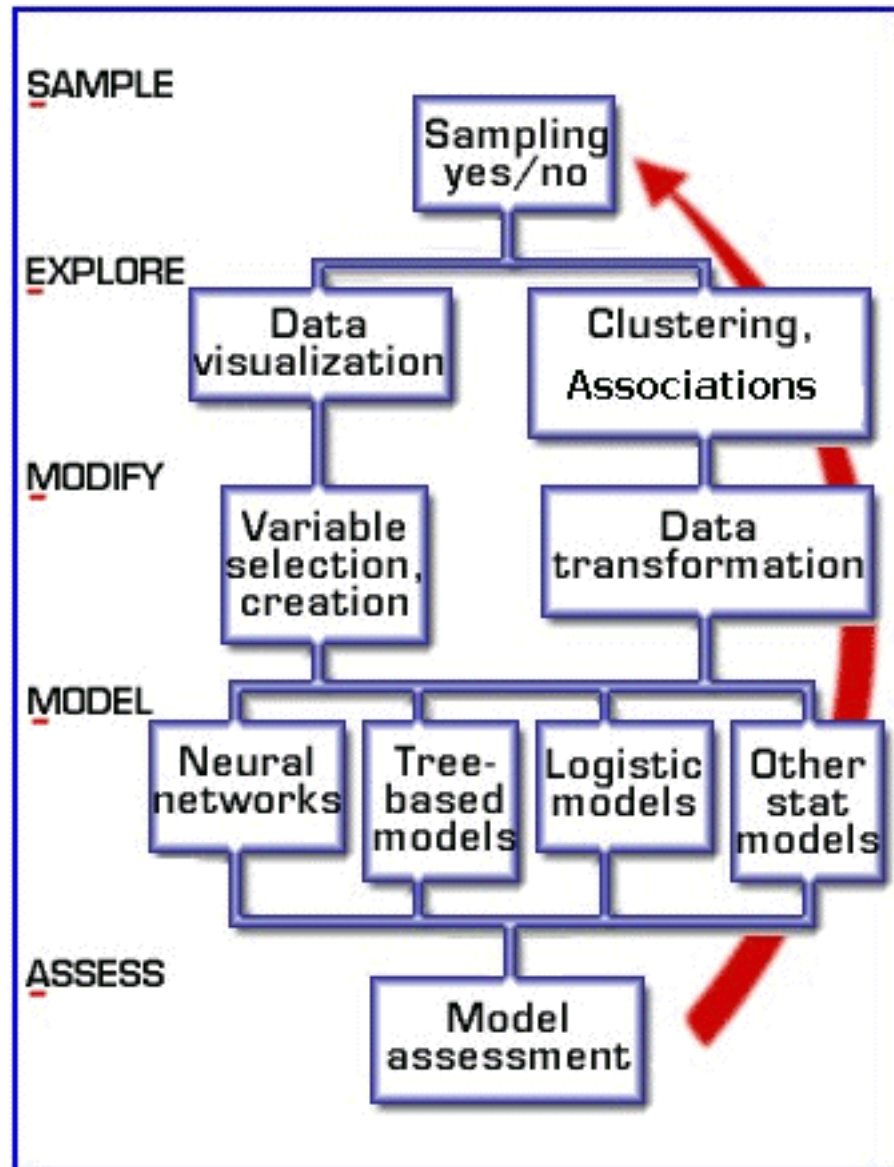 SAMPLE
Sampling
yes/no
EXPLORE
Data
visualization
Clustering,
Associations
MODIFY
Variable
selection,
creation
Data
transformation
MODEL
Neural
networks
Tree-
based
models
Logistic
models
Other
stat
models
ASSESS
Model
assessment